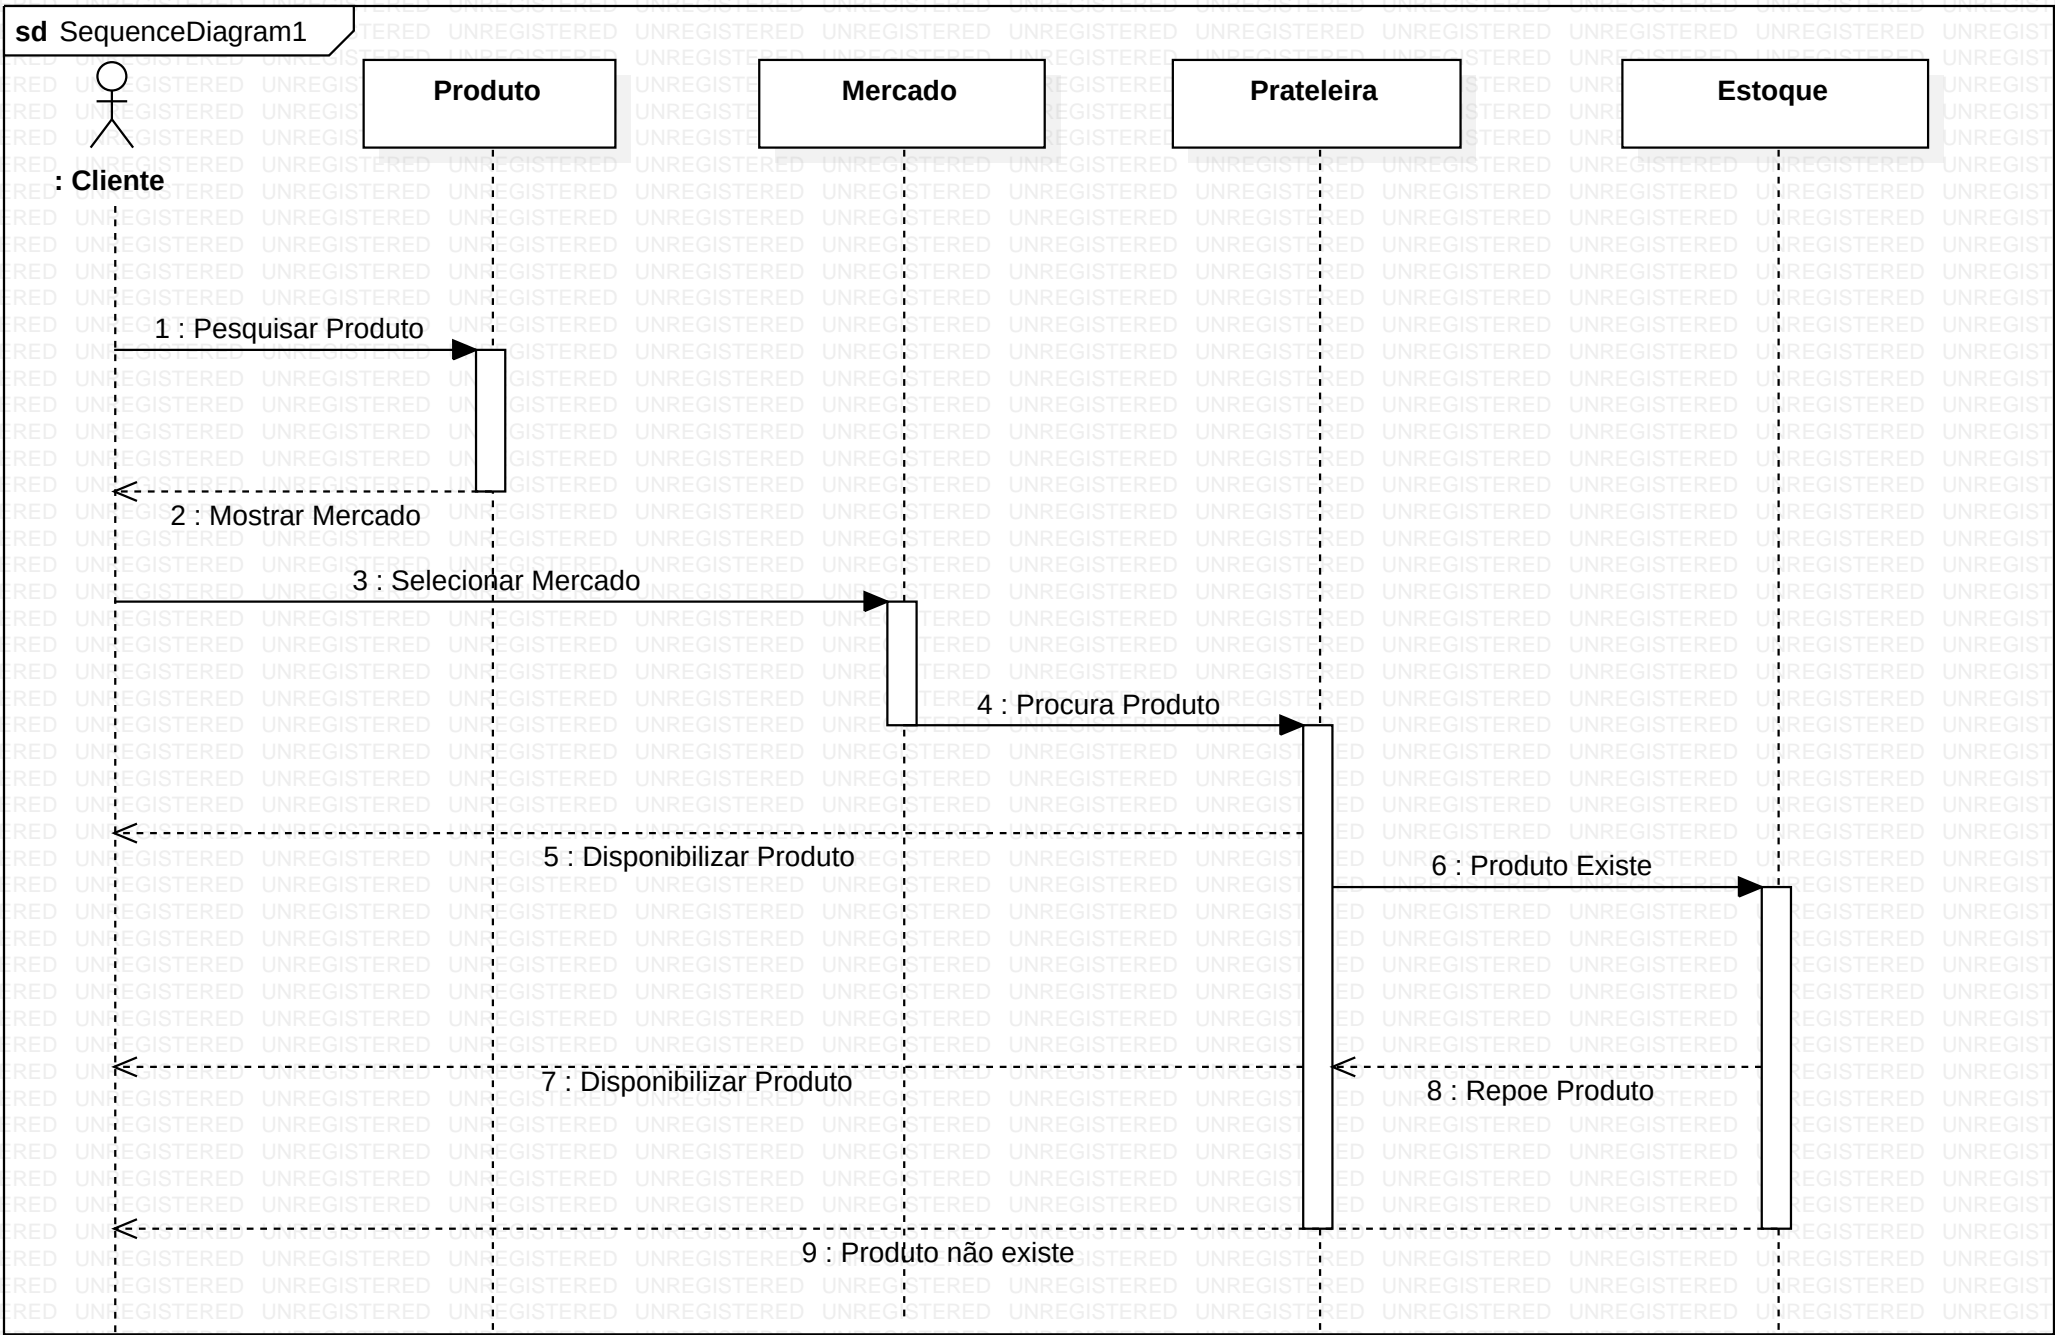 sd SequenceDiagram1
Produto
Mercado
Prateleira
Estoque
: Cliente
1 : Pesquisar Produto
2 : Mostrar Mercado
3 : Selecionar Mercado
4 : Procura Produto
5 : Disponibilizar Produto
6 : Produto Existe
7 : Disponibilizar Produto
8 : Repoe Produto
9 : Produto não existe
UNREGISTERED